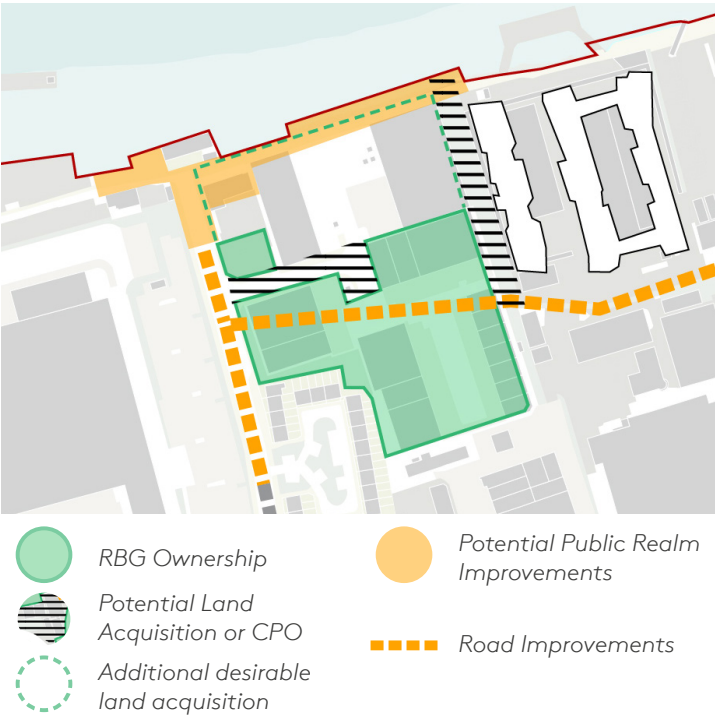 RBG Ownership
Potential Land
Acquisition or CPO
Additional desirable
land acquisition
Potential Public Realm
Improvements
Road Improvements